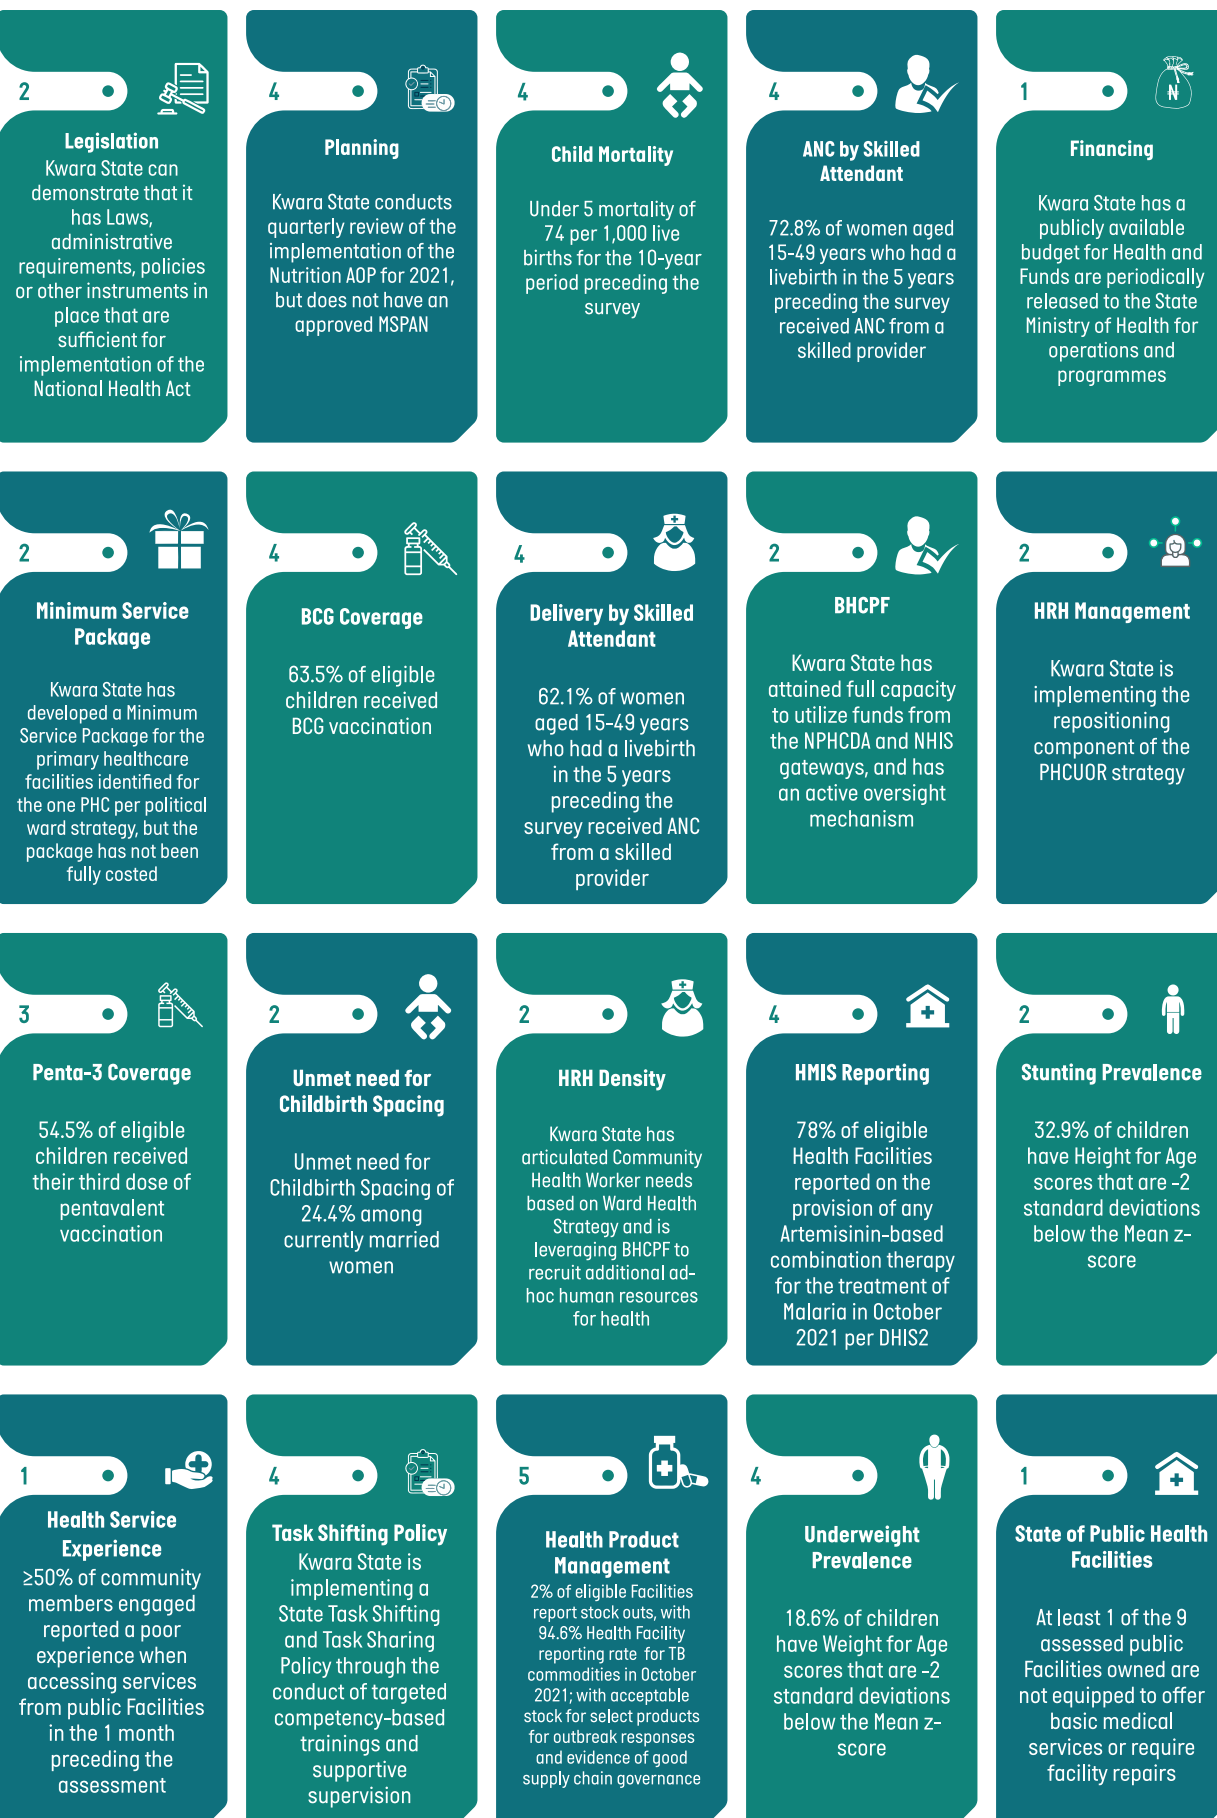 2
Legislation
Kwara State can
demonstrate that it
has Laws,
administrative
requirements, policies
or other instruments in
place that are
sufficient for
implementation of the
National Health Act
4
Planning
Kwara State conducts
quarterly review of the
implementation of the
Nutrition AOP for 2021,
but does not have an
approved MSPAN
4
Child Mortality
Under 5 mortality of
74 per 1,000 live
births for the 10-year
period preceding the
survey
4
ANC by Skilled
Attendant
72.8% of women aged
15-49 years who had a
livebirth in the 5 years
preceding the survey
received ANC from a
skilled provider
1
₦
Financing
Kwara State has a
publicly available
budget for Health and
Funds are periodically
released to the State
Ministry of Health for
operations and
programmes
2
Minimum Service
Package
Kwara State has
developed a Minimum
Service Package for the
primary healthcare
facilities identified for
the one PHC per political
ward strategy, but the
package has not been
fully costed
4
BCG Coverage
63.5% of eligible
children received
BCG vaccination
4
Delivery by Skilled
Attendant
62.1% of women
aged 15-49 years
who had a livebirth
in the 5 years
preceding the
survey received ANC
from a skilled
provider
2
BHCPF
Kwara State has
attained full capacity
to utilize funds from
the NPHCDA and NHIS
gateways, and has
an active oversight
mechanism
2
HRH Management
Kwara State is
implementing the
repositioning
component of the
PHCUOR strategy
3
Penta-3 Coverage
54.5% of eligible
children received
their third dose of
pentavalent
vaccination
2
Unmet need for
Childbirth Spacing
Unmet need for
Childbirth Spacing of
24.4% among
currently married
women
2
HRH Density
Kwara State has
articulated Community
Health Worker needs
based on Ward Health
Strategy and is
leveraging BHCPF to
recruit additional ad-
hoc human resources
for health
4
HMIS Reporting
78% of eligible
Health Facilities
reported on the
provision of any
Artemisinin-based
combination therapy
for the treatment of
Malaria in October
2021 per DHIS2
2
Stunting Prevalence
32.9% of children
have Height for Age
scores that are -2
standard deviations
below the Mean z-
score
1
Health Service
Experience
≥50% of community
members engaged
reported a poor
experience when
accessing services
from public Facilities
in the 1 month
preceding the
assessment
4
Task Shifting Policy
Kwara State is
implementing a
State Task Shifting
and Task Sharing
Policy through the
conduct of targeted
competency-based
trainings and
supportive
supervision
5
Health Product
Management
2% of eligible Facilities
report stock outs, with
94.6% Health Facility
reporting rate for TB
commodities in October
2021; with acceptable
stock for select products
for outbreak responses
and evidence of good
supply chain governance
4
Underweight
Prevalence
18.6% of children
have Weight for Age
scores that are -2
standard deviations
below the Mean z-
score
1
State of Public Health
Facilities
At least 1 of the 9
assessed public
Facilities owned are
not equipped to offer
basic medical
services or require
facility repairs